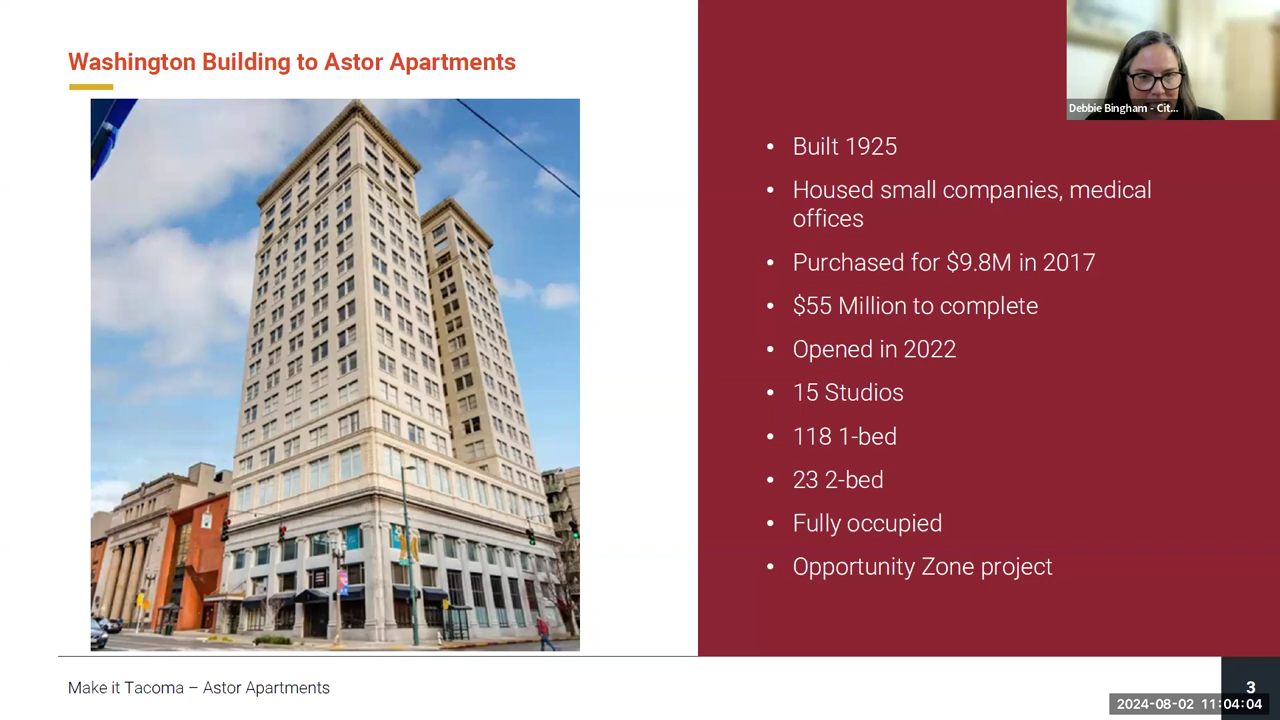 Washington Building to Astor Apartments
Debbie Bingham - Cit...
• Built 1925
• Housed small companies, medical
offices
• Purchased for $9.8M in 2017
• $55 Million to complete
• Opened in 2022
• 15 Studios
• 118 1-bed
• 23 2-bed
• Fully occupied
• Opportunity Zone project
Make it Tacoma – Astor Apartments
3
2024-08-02 11:04:04